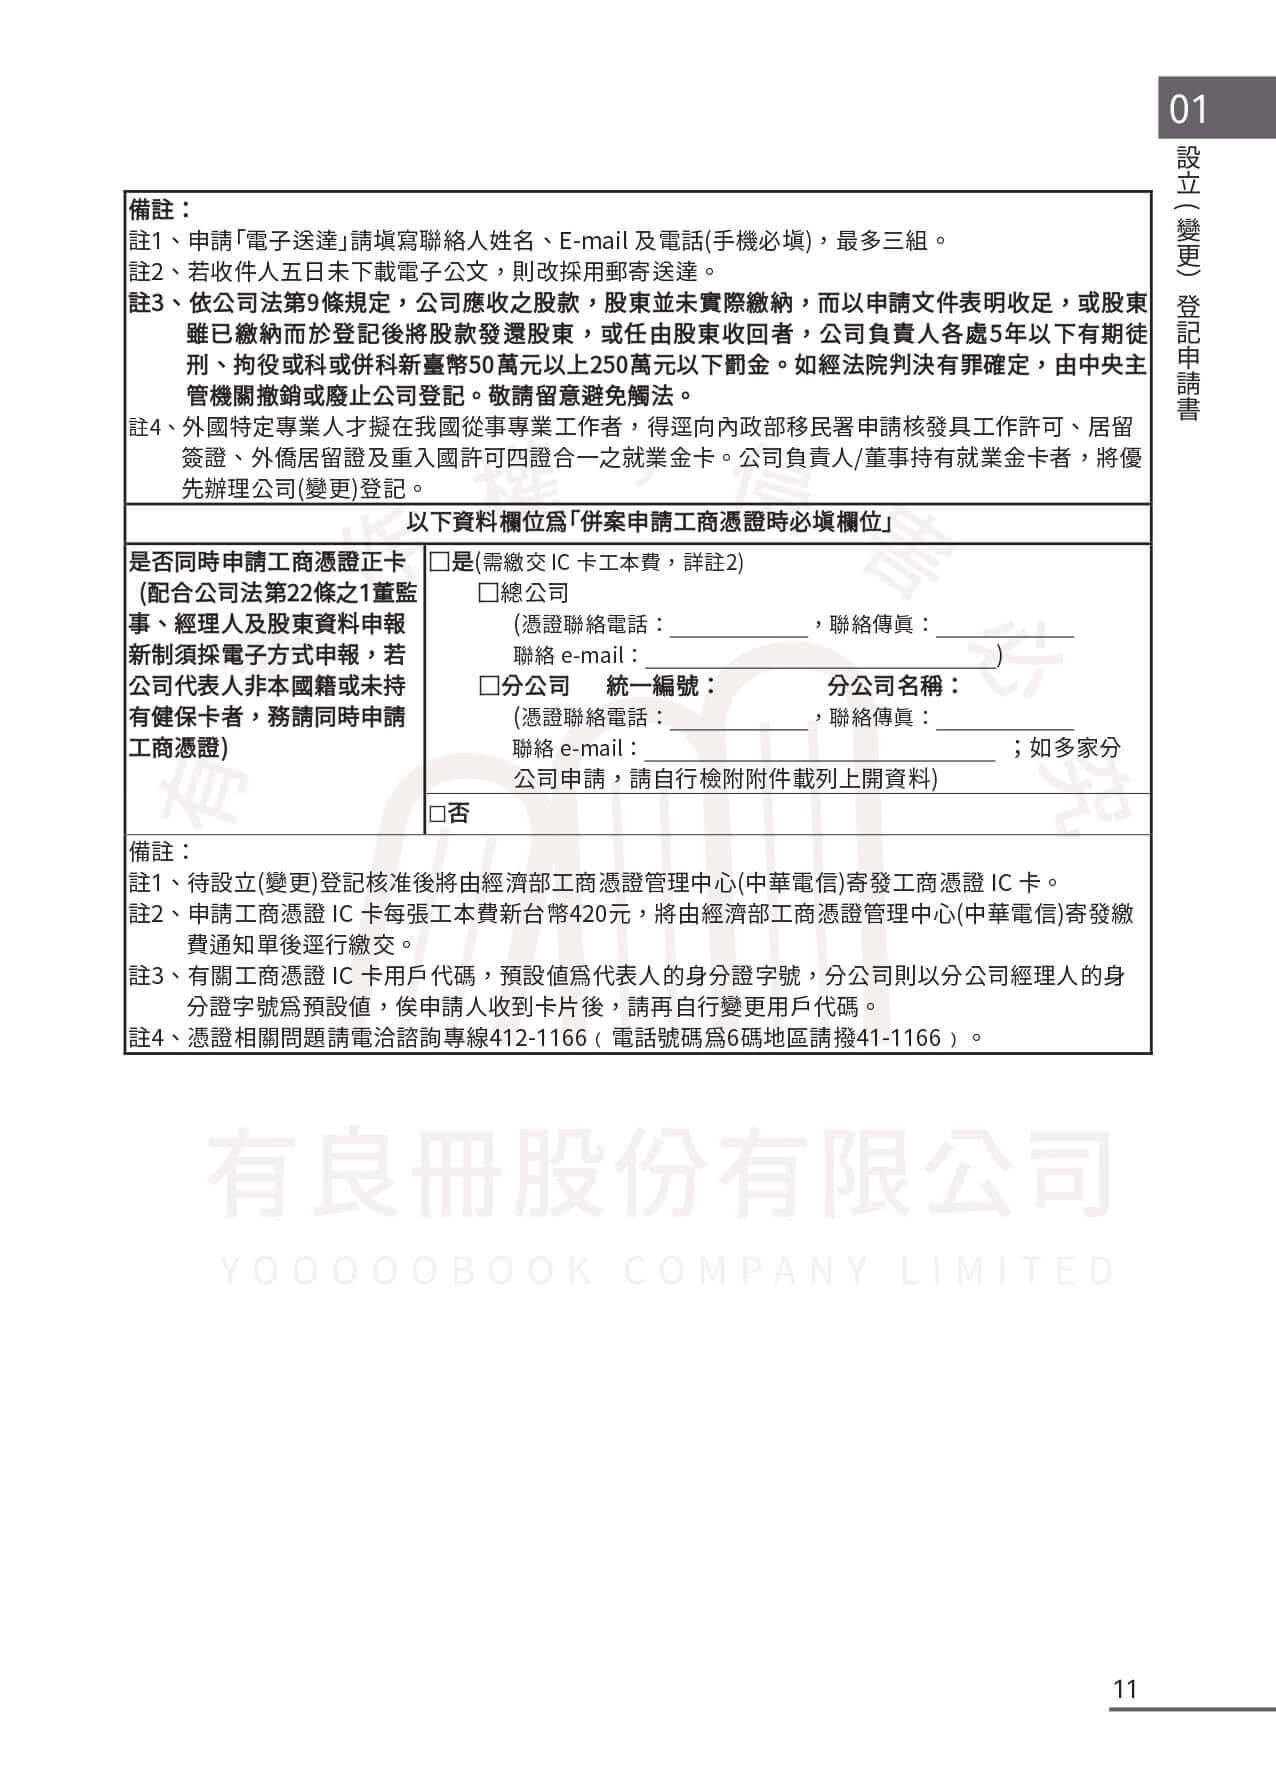 01
設立(變更)登記申請書
備註：
註1、申請「電子送達」請填寫聯絡人姓名、E-mail 及電話(手機必填)，最多三組。
註2、若收件人五日未下載電子公文，則改採用郵寄送達。
註3、依公司法第9條規定，公司應收之股款，股東並未實際繳納，而以申請文件表明收足，或股東
雖已繳納而於登記後將股款發還股東，或任由股東收回者，公司負責人各處5年以下有期徒
刑、拘役或科或併科新臺幣50萬元以上250萬元以下罰金。如經法院判決有罪確定，由中央主
管機關撤銷或廢止公司登記。敬請留意避免觸法。
註4、外國特定專業人才擬在我國從事專業工作者，得逕向內政部移民署申請核發具工作許可、居留
簽證、外僑居留證及重入國許可四證合一之就業金卡。公司負責人/董事持有就業金卡者，將優
先辦理公司(變更)登記。
以下資料欄位爲「併案申請工商憑證時必填欄位」
是否同時申請工商憑證正卡
(配合公司法第22條之1董監
事、經理人及股東資料申報
新制須採電子方式申報，若
公司代表人非本國籍或未持
有健保卡者，務請同時申請
工商憑證)
□是(需繳交 IC 卡工本費，詳註2)
□總公司
(憑證聯絡電話：____________，聯絡傳眞：____________
聯絡 e-mail：______________________________)
□分公司 統一編號： 分公司名稱：
(憑證聯絡電話：____________，聯絡傳眞：____________
聯絡 e-mail：______________________________ ；如多家分
公司申請，請自行檢附附件載列上開資料)
□否
備註：
註1、待設立(變更)登記核准後將由經濟部工商憑證管理中心(中華電信)寄發工商憑證 IC 卡。
註2、申請工商憑證 IC 卡每張工本費新台幣420元，將由經濟部工商憑證管理中心(中華電信)寄發繳
費通知單後逕行繳交。
註3、有關工商憑證 IC 卡用戶代碼，預設值爲代表人的身分證字號，分公司則以分公司經理人的身
分證字號爲預設值，俟申請人收到卡片後，請再自行變更用戶代碼。
註4、憑證相關問題請電洽諮詢專線412-1166﹙電話號碼爲6碼地區請撥41-1166﹚。
有著作權，侵害必究
有良冊股份有限公司
YOOOOOBOOK COMPANY LIMITED
11